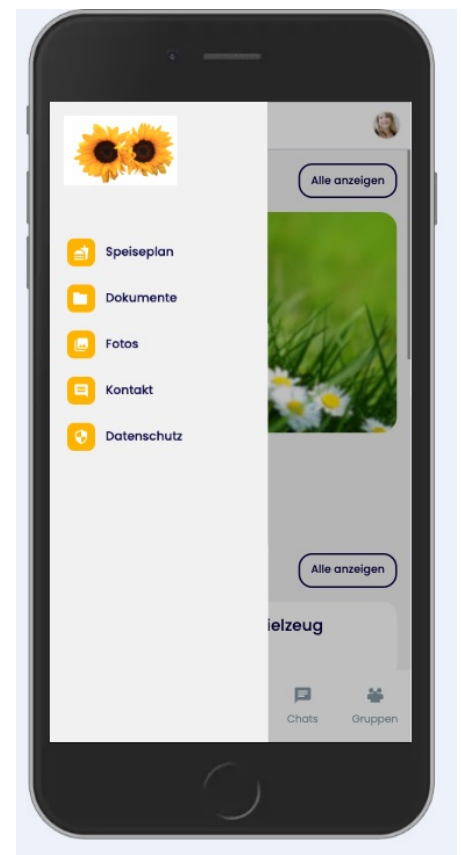 Alle anzeigen
Speiseplan
Dokumente
Fotos
Kontakt
Datenschutz
Alle anzeigen
ielzeug
Chats
Gruppen